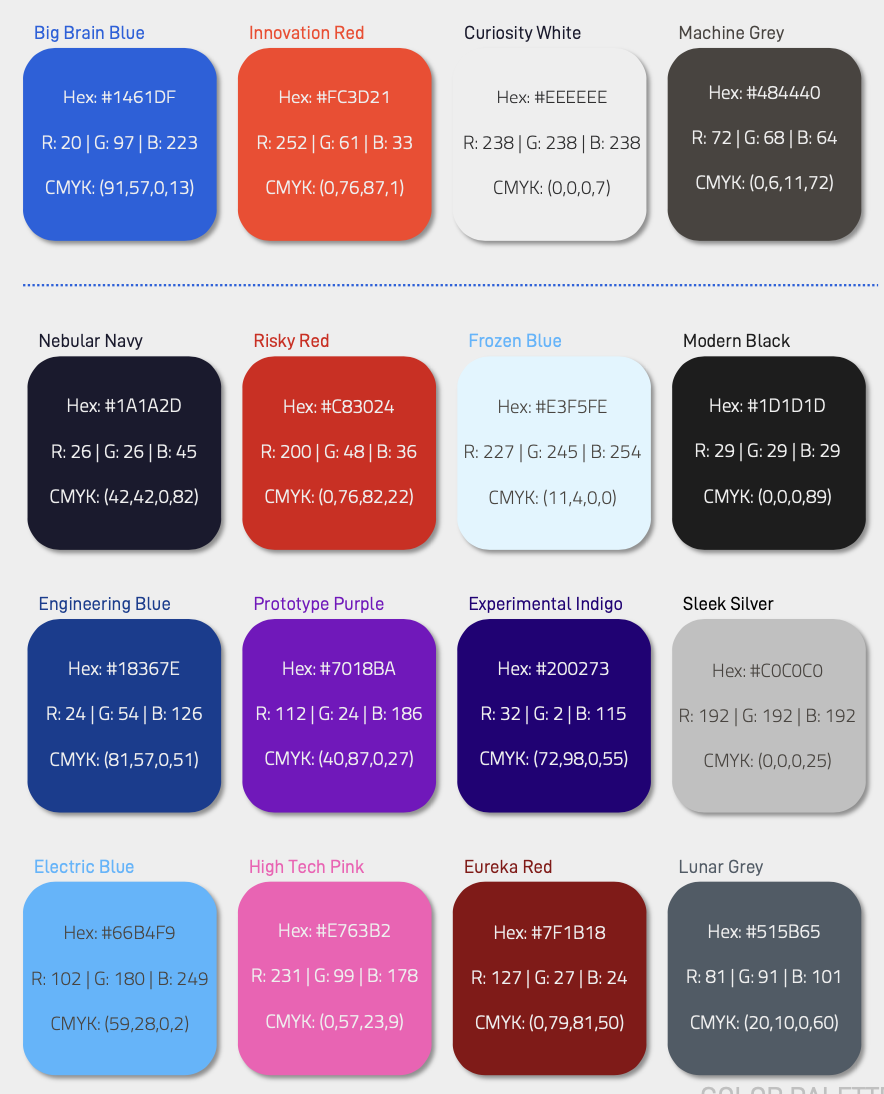 Big Brain Blue
Hex: #1461DF
R: 20 | G: 97 | B: 223
CMYK: (91,57,0,13)
Innovation Red
Hex: #FC3D21
R: 252 | G: 61 | B: 33
CMYK: (0,76,87,1)
Curiosity White
Hex: #EEEEEE
R: 238 | G: 238 | B: 238
CMYK: (0,0,0,7)
Machine Grey
Hex: #484440
R: 72 | G: 68 | B: 64
CMYK: (0,6,11,72)
Nebular Navy
Hex: #1A1A2D
R: 26 | G: 26 | B: 45
CMYK: (42,42,0,82)
Risky Red
Hex: #C83024
R: 200 | G: 48 | B: 36
CMYK: (0,76,82,22)
Frozen Blue
Hex: #E3F5FE
R: 227 | G: 245 | B: 254
CMYK: (11,4,0,0)
Modern Black
Hex: #1D1D1D
R: 29 | G: 29 | B: 29
CMYK: (0,0,0,89)
Engineering Blue
Hex: #18367E
R: 24 | G: 54 | B: 126
CMYK: (81,57,0,51)
Prototype Purple
Hex: #7018BA
R: 112 | G: 24 | B: 186
CMYK: (40,87,0,27)
Experimental Indigo
Hex: #200273
R: 32 | G: 2 | B: 115
CMYK: (72,98,0,55)
Sleek Silver
Hex: #C0C0C0
R: 192 | G: 192 | B: 192
CMYK: (0,0,0,25)
Electric Blue
Hex: #66B4F9
R: 102 | G: 180 | B: 249
CMYK: (59,28,0,2)
High Tech Pink
Hex: #E763B2
R: 231 | G: 99 | B: 178
CMYK: (0,57,23,9)
Eureka Red
Hex: #7F1B18
R: 127 | G: 27 | B: 24
CMYK: (0,79,81,50)
Lunar Grey
Hex: #515B65
R: 81 | G: 91 | B: 101
CMYK: (20,10,0,60)
COLOR